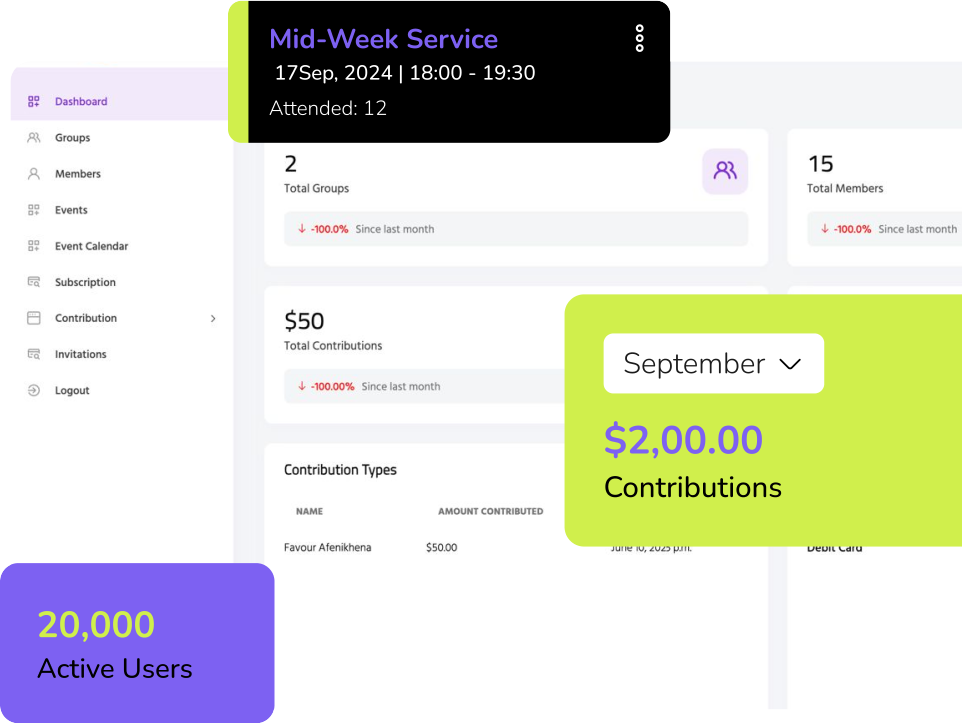 Mid-Week Service
17Sep, 2024 | 18:00 - 19:30
Attended: 12
Dashboard
Groups
Members
Events
Event Calendar
Subscription
Contribution
Invitations
Logout
2
Total Groups
-100.0% Since last month
15
Total Members
-100.0% Since last month
$50
Total Contributions
-100.00% Since last month
September
$2,00.00
Contributions
Contribution Types
NAME AMOUNT CONTRIBUTED
Favour Afenikhena $50.00 June 10, 2025 p.m. Debit Card
20,000
Active Users